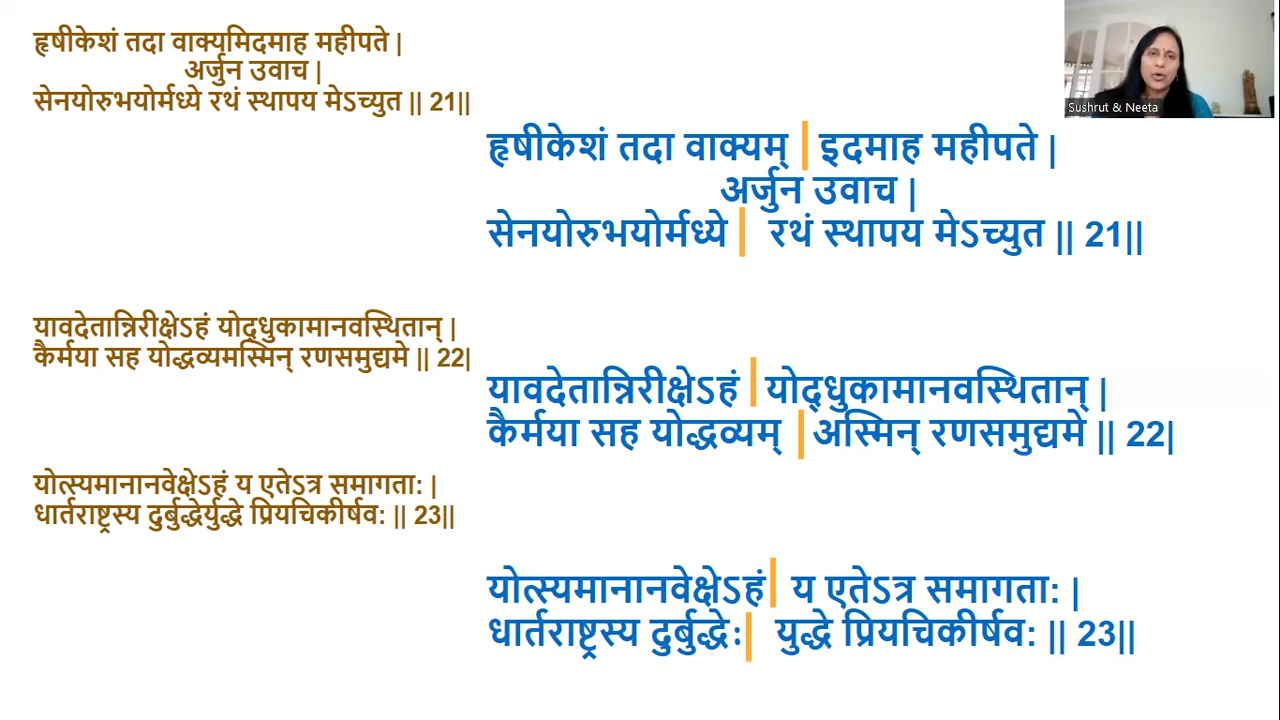 हृषीकेशं तदा वाक्यमिदमाह महीपते |
अर्जुन उवाच |
सेनयोरुभयोर्मध्ये रथं स्थापय मेऽच्युत || 21||
Sushrut & Neeta
हृषीकेशं तदा वाक्यम् | इदमाह महीपते |
अर्जुन उवाच |
सेनयोरुभयोर्मध्ये | रथं स्थापय मेऽच्युत || 21||
यावदेतान्निरीक्षेऽहं योद्धुकामानवस्थितान् |
कैर्मया सह योद्धव्यमस्मिन् रणसमुद्यमे || 22|
यावदेतान्निरीक्षेऽहं | योद्धुकामानवस्थितान् |
कैर्मया सह योद्धव्यम् | अस्मिन् रणसमुद्यमे || 22|
योत्स्यमानानवेक्षेऽहं य एतेऽत्र समागता: |
धार्तराष्ट्रस्य दुर्बुद्धेर्युद्धे प्रियचिकीर्षव: || 23||
योत्स्यमानानवेक्षेऽहं | य एतेऽत्र समागता: |
धार्तराष्ट्रस्य दुर्बुद्धेः | युद्धे प्रियचिकीर्षव: || 23||